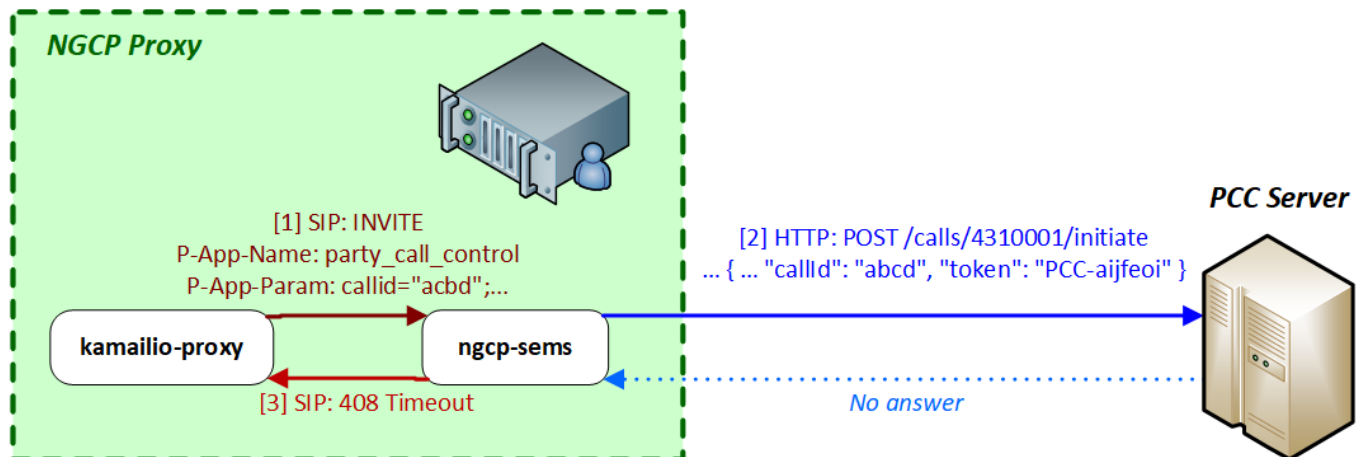 NGCP Proxy
[1] SIP: INVITE
P-App-Name: party_call_control
P-App-Param: callid="acbd";...
kamailio-proxy
ngcp-sems
[3] SIP: 408 Timeout
[2] HTTP: POST /calls/4310001/initiate
... { ... "callId": "abcd", "token": "PCC-aijfeoi" }
No answer
PCC Server